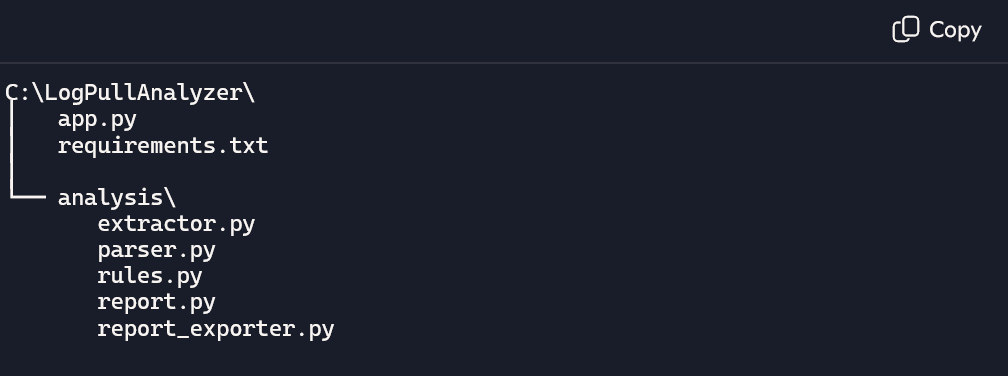 Copy
C:\LogPullAnalyzer\
app.py
requirements.txt
analysis\
extractor.py
parser.py
rules.py
report.py
report_exporter.py